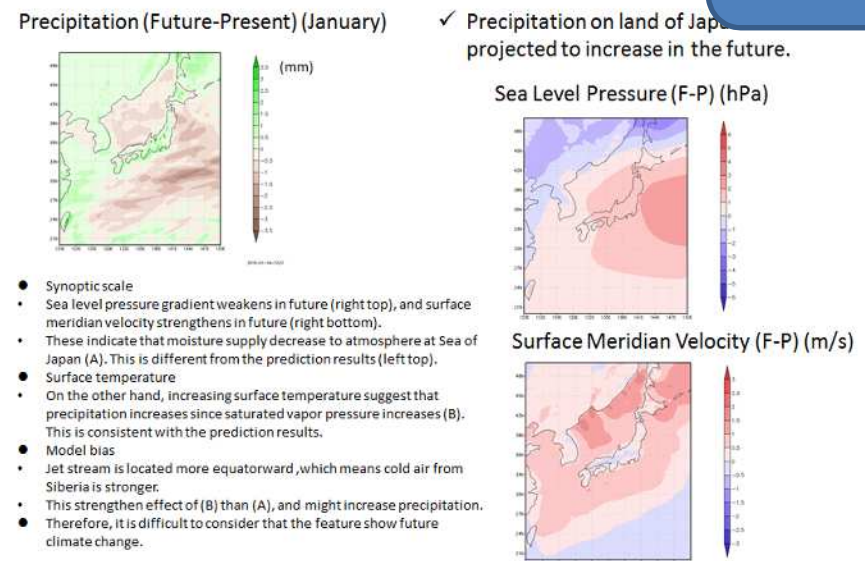 Precipitation (Future-Present) (January)
(mm)
✓ Precipitation on land of
projected to increase in the future.
Sea Level Pressure (F-P) (hPa)
● Synoptic scale
• Sea level pressure gradient weakens in future (right top), and surface
meridian velocity strengthens in future (right bottom).
• These indicate that moisture supply decrease to atmosphere at Sea of
Japan (A). This is different from the prediction results (left top).
● Surface temperature
• On the other hand, increasing surface temperature suggest that
precipitation increases since saturated vapor pressure increases (B).
This is consistent with the prediction results.
● Model bias
• Jet stream is located more equatorward ,which means cold air from
Siberia is stronger.
• This strengthen effect of (B) than (A), and might increase precipitation.
● Therefore, it is difficult to consider that the feature show future
climate change.
Surface Meridian Velocity (F-P) (m/s)